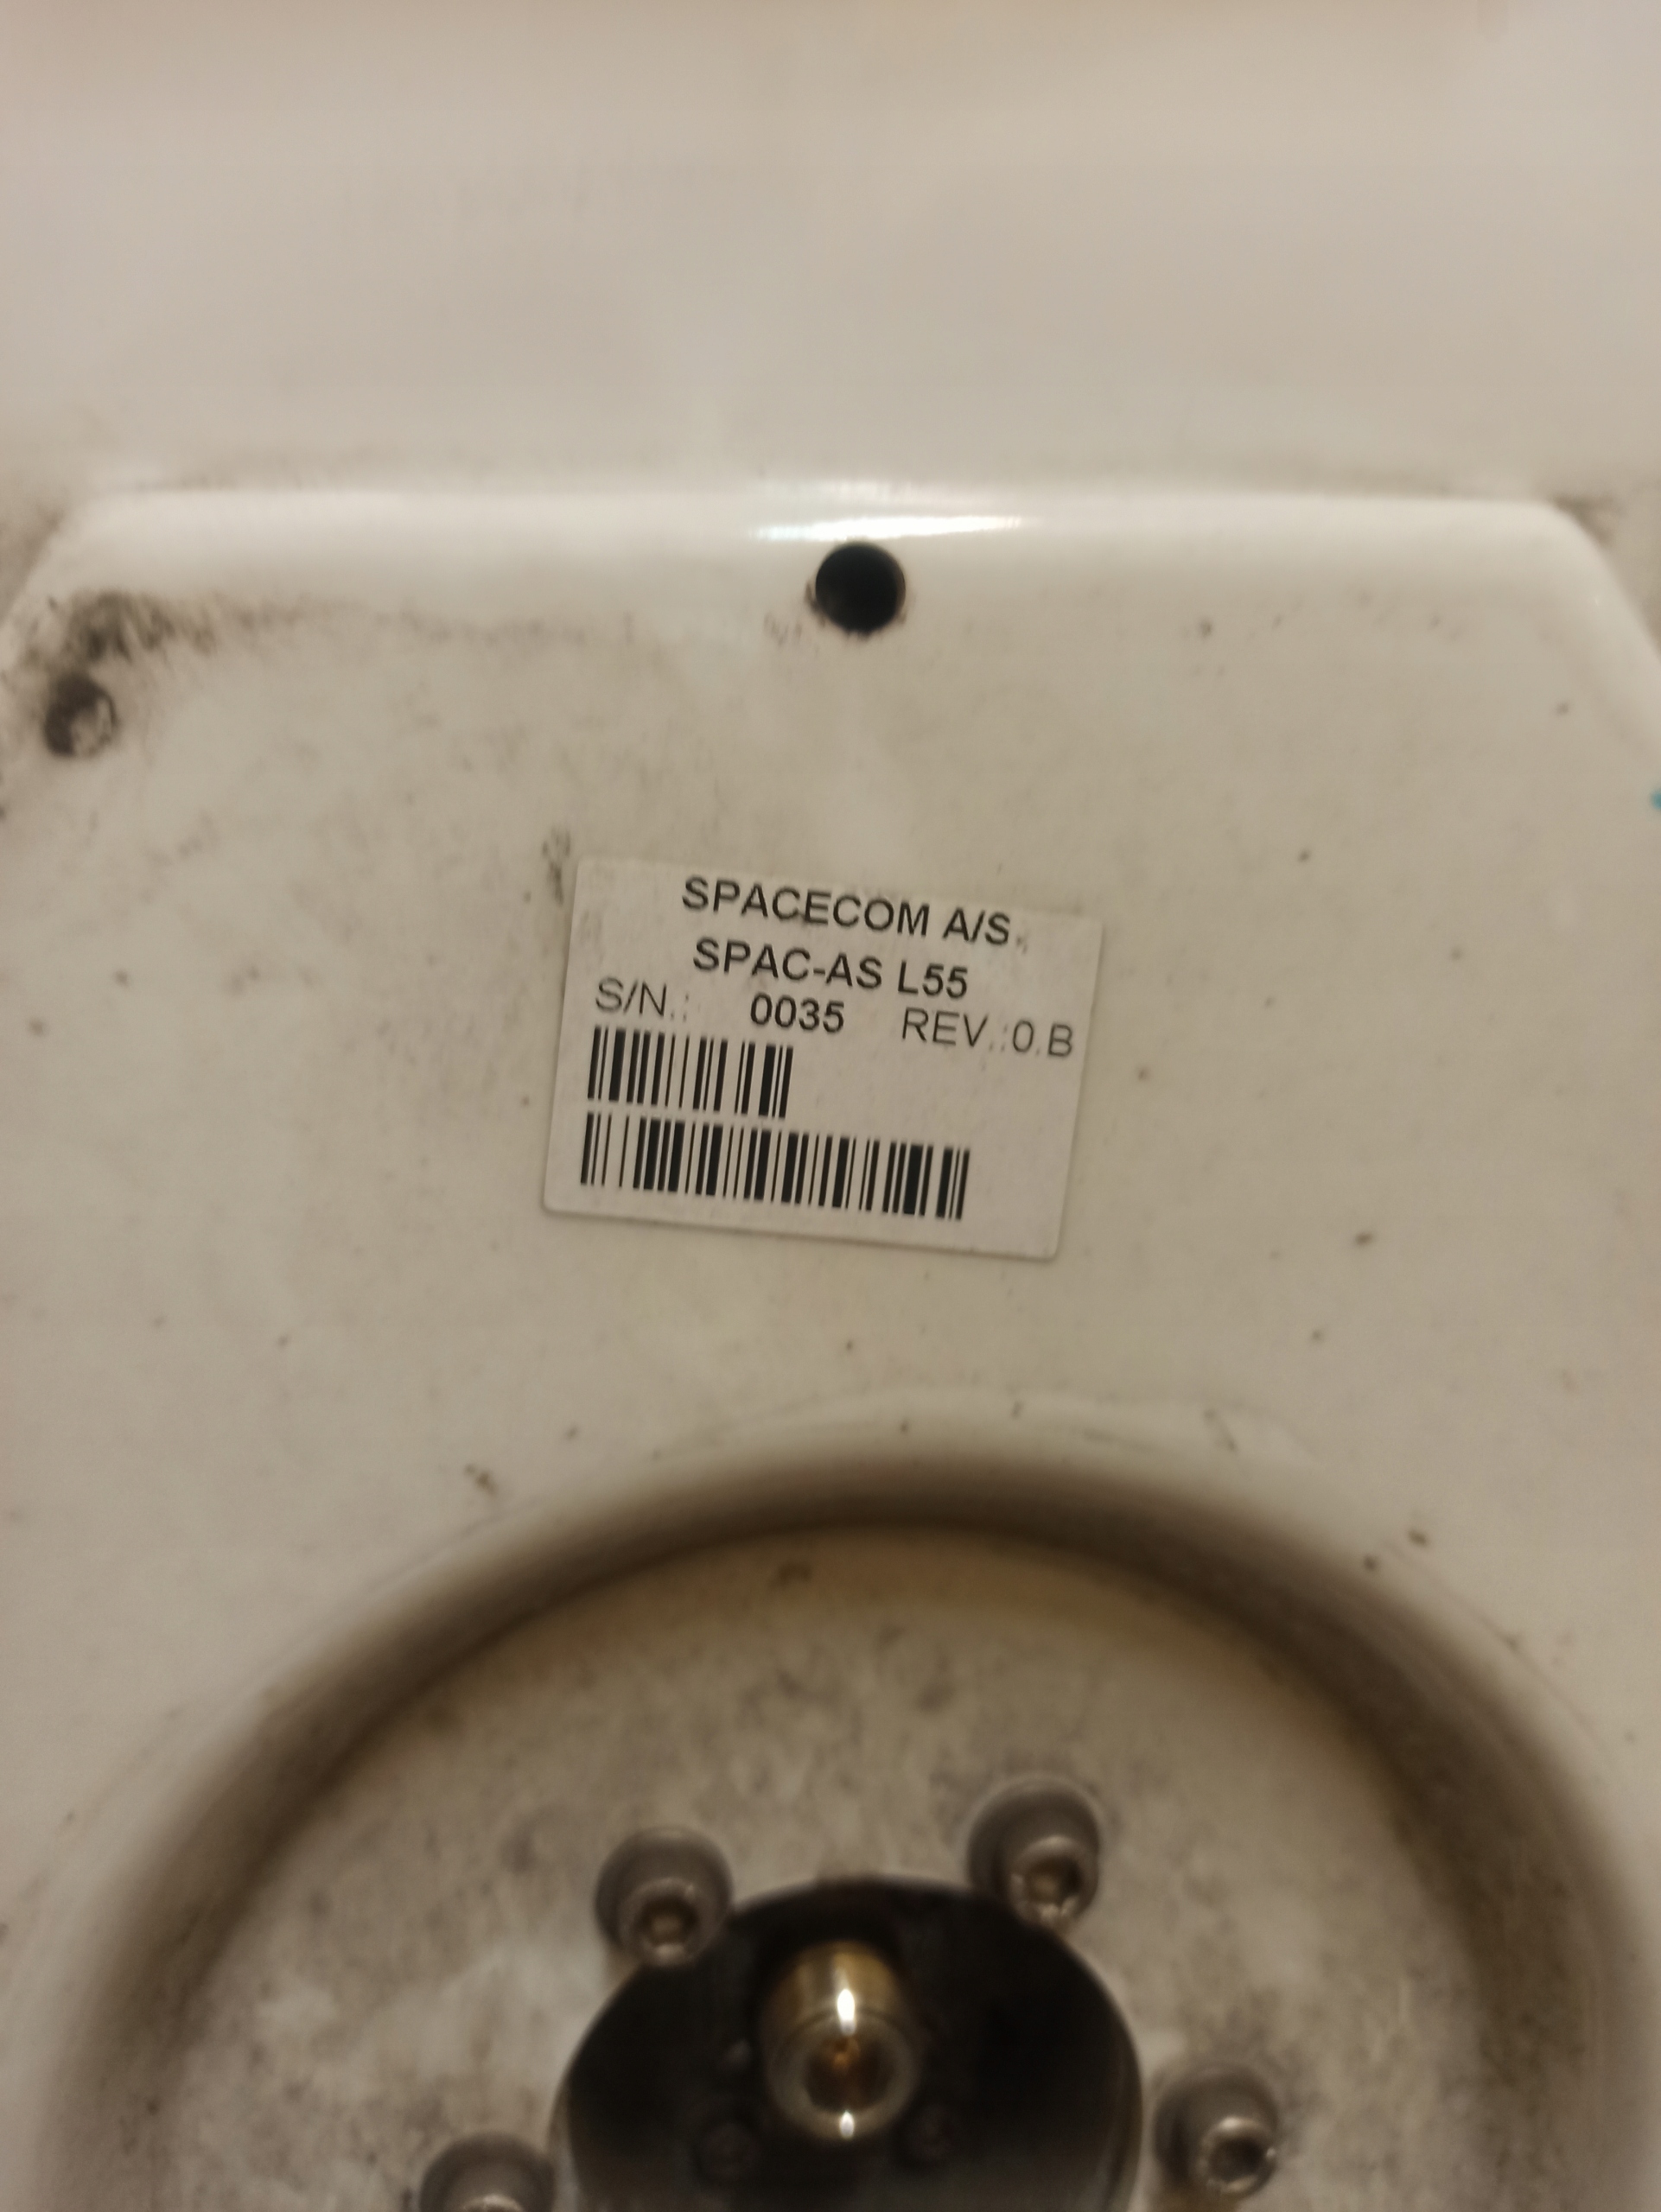 SPACECOM A/S.
SPAC-AS L55
S/N.: 0035 REV.:0.B